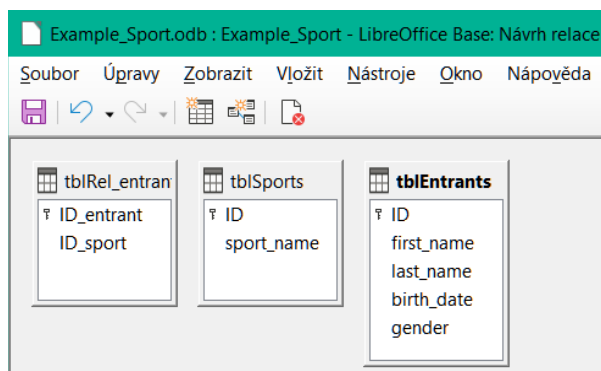 Example_Sport.odb : Example_Sport - LibreOffice Base: Návrh relace
Soubor Úpravy Zobrazit Vložit Nástroje Okno Nápověda
tblRel_entran tblSports tblEntrants
ID_entrant ID ID
ID_sport sport_name first_name
last_name
birth_date
gender